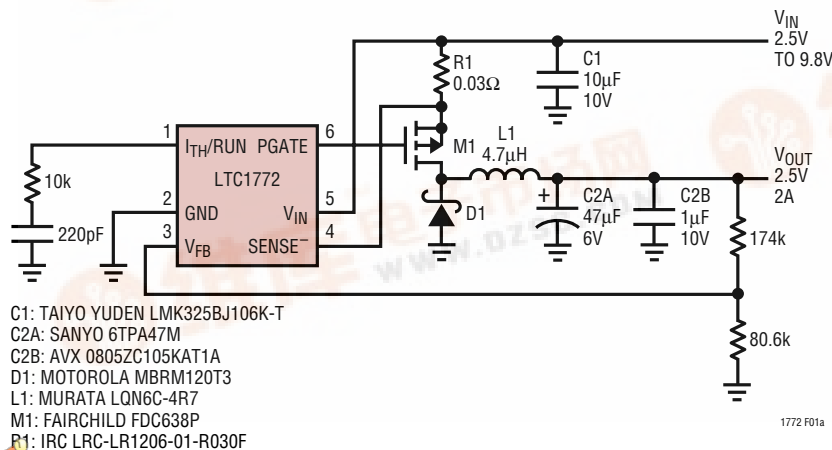 VIN
2.5V
TO 9.8V
R1
0.03Ω
C1
10µF
10V
1
ITH/RUN PGATE
6
M1
L1
4.7µH
VOUT
2.5V
2A
10k
LTC1772
220pF
2
GND
VIN
5
3
VFB
SENSE–
4
D1
+
C2A
47µF
6V
C2B
1µF
10V
174k
80.6k
C1: TAIYO YUDEN LMK325BJ106K-T
C2A: SANYO 6TPA47M
C2B: AVX 0805ZC105KAT1A
D1: MOTOROLA MBRM120T3
L1: MURATA LQN6C-4R7
M1: FAIRCHILD FDC638P
R1: IRC LRC-LR1206-01-R030F
1772 F01a